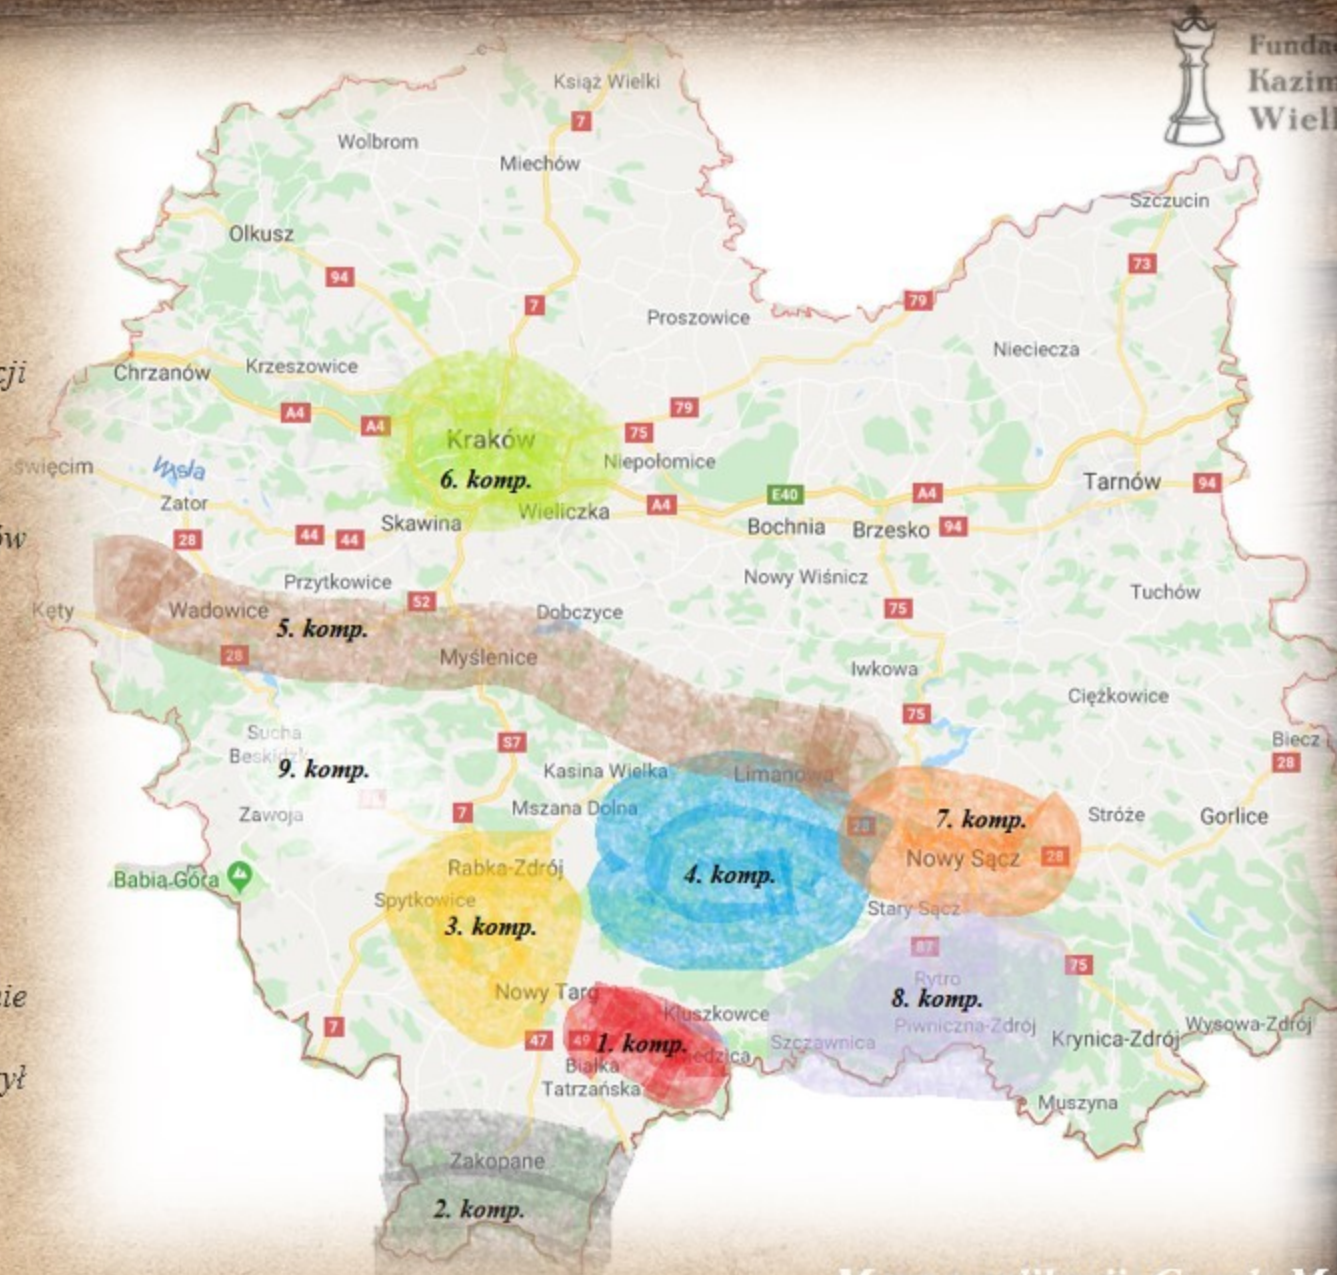 Książ Wielki
7
Wolbrom
Miechów
Szczucin
Olkusz
94
73
7
79
Proszowice
Nieciecza
Chrzanów
Krzeszowice
A4
A4
79
75
Kraków
Niepołomice
6. komp.
Wisła
Zator
Tarnów
94
E40
A4
A4
Skawina
Wieliczka
Bochnia
Brzesko
94
28
44
44
Przytkowice
Nowy Wiśnicz
Tuchów
75
S2
Kęty
Wadowice
Dobczyce
5. komp.
28
Myślenice
Iwkowa
Ciężkowice
75
Sucha
S7
Biecz
28
9. komp.
Kasina Wielka
Limanowa
Zawoja
7
Mszana Dolna
7. komp.
Stróże
Gorlice
28
Rabka-Zdrój
Nowy Sącz
28
Babia Góra
4. komp.
Spytkowice
3. komp.
Stary Sącz
87
75
Rytro
Nowy Targ
8. komp.
Kluszkowce
7
47
49
1. komp.
Szczawnica
Piwniczna-Zdrój
Krynica-Zdrój
Wysowa-Zdrój
Białka
Tatrzańska
Muszyna
Zakopane
2. komp.